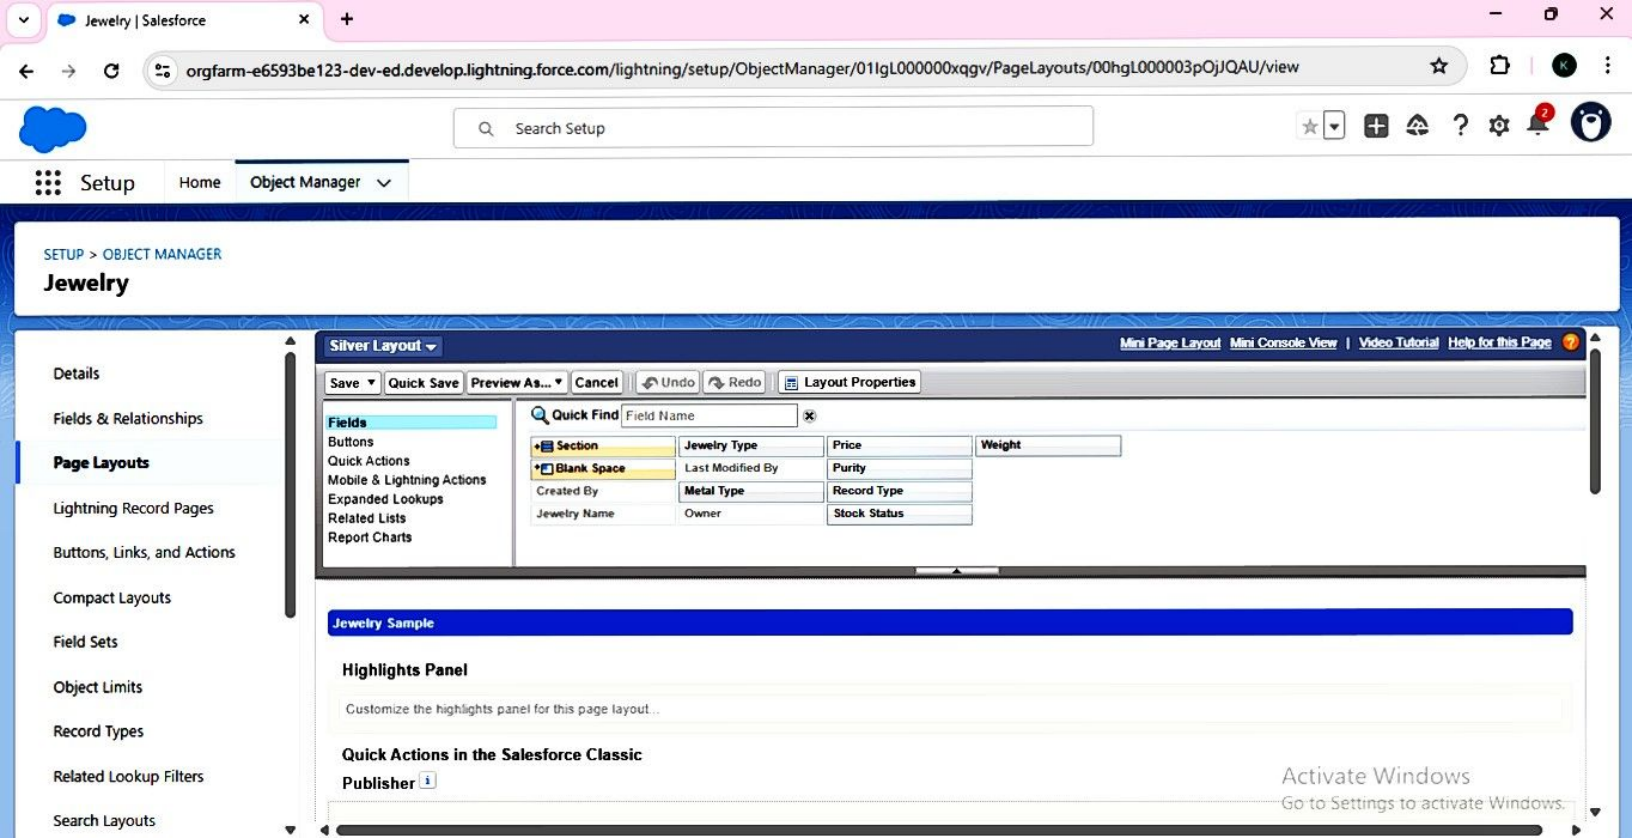 Jewelry | Salesforce
orgfarm-e6593be123-dev-ed.develop.lightning.force.com/lightning/setup/ObjectManager/01IgL000000xqgv/PageLayouts/00hgL000003pOjJQAU/view
K
Search Setup
2
Setup Home Object Manager
SETUP > OBJECT MANAGER
Jewelry
Details
Fields & Relationships
Page Layouts
Lightning Record Pages
Buttons, Links, and Actions
Compact Layouts
Field Sets
Object Limits
Record Types
Related Lookup Filters
Search Layouts
Silver Layout
Mini Page Layout Mini Console View | Video Tutorial Help for this Page ?
Save Quick Save Preview As... Cancel Undo Redo Layout Properties
Fields
Buttons
Quick Actions
Mobile & Lightning Actions
Expanded Lookups
Related Lists
Report Charts
Quick Find Field Name
Section Jewelry Type Price Weight
Blank Space Last Modified By Purity
Created By Metal Type Record Type
Jewelry Name Owner Stock Status
Jewelry Sample
Highlights Panel
Customize the highlights panel for this page layout...
Quick Actions in the Salesforce Classic
Publisher i
Activate Windows
Go to Settings to activate Windows.